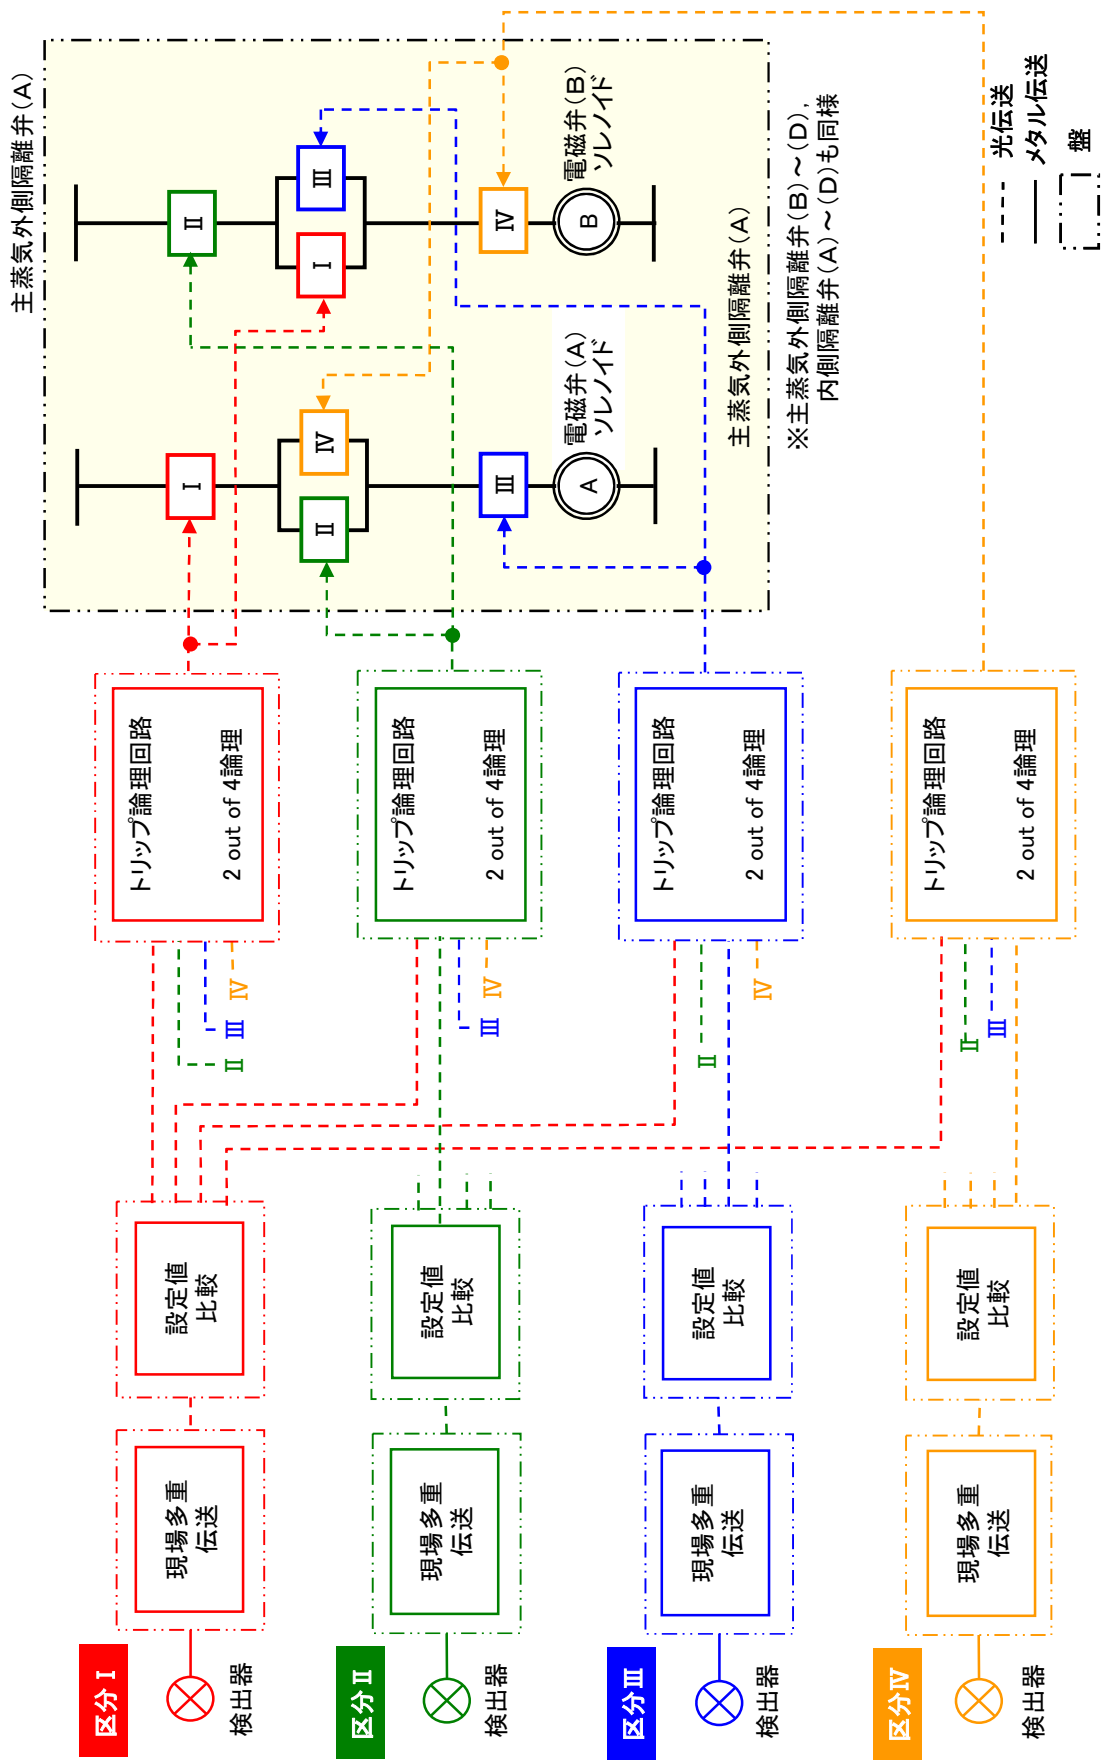 区分Ⅰ
検出器
現場多重
伝送
設定値
比較
トリップ論理回路
2 out of 4論理
Ⅱ
Ⅲ
Ⅳ
区分Ⅱ
検出器
現場多重
伝送
設定値
比較
トリップ論理回路
2 out of 4論理
Ⅲ
Ⅳ
区分Ⅲ
検出器
現場多重
伝送
設定値
比較
トリップ論理回路
2 out of 4論理
Ⅱ
Ⅳ
区分Ⅳ
検出器
現場多重
伝送
設定値
比較
トリップ論理回路
2 out of 4論理
Ⅱ
Ⅲ
主蒸気外側隔離弁(A)
Ⅰ
Ⅱ
Ⅳ
Ⅲ
A
電磁弁(A)
ソレノイド
Ⅱ
Ⅰ
Ⅲ
Ⅳ
B
電磁弁(B)
ソレノイド
主蒸気外側隔離弁(A)
※主蒸気外側隔離弁(B)～(D),
内側隔離弁(A)～(D)も同様
光伝送
メタル伝送
盤